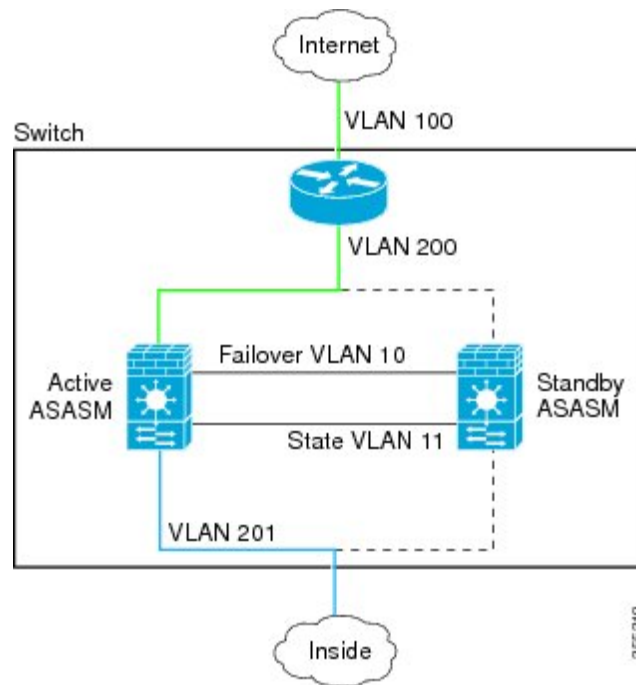 Internet
VLAN 100
Switch
VLAN 200
Failover VLAN 10
Active
ASASM
Standby
ASASM
State VLAN 11
VLAN 201
Inside